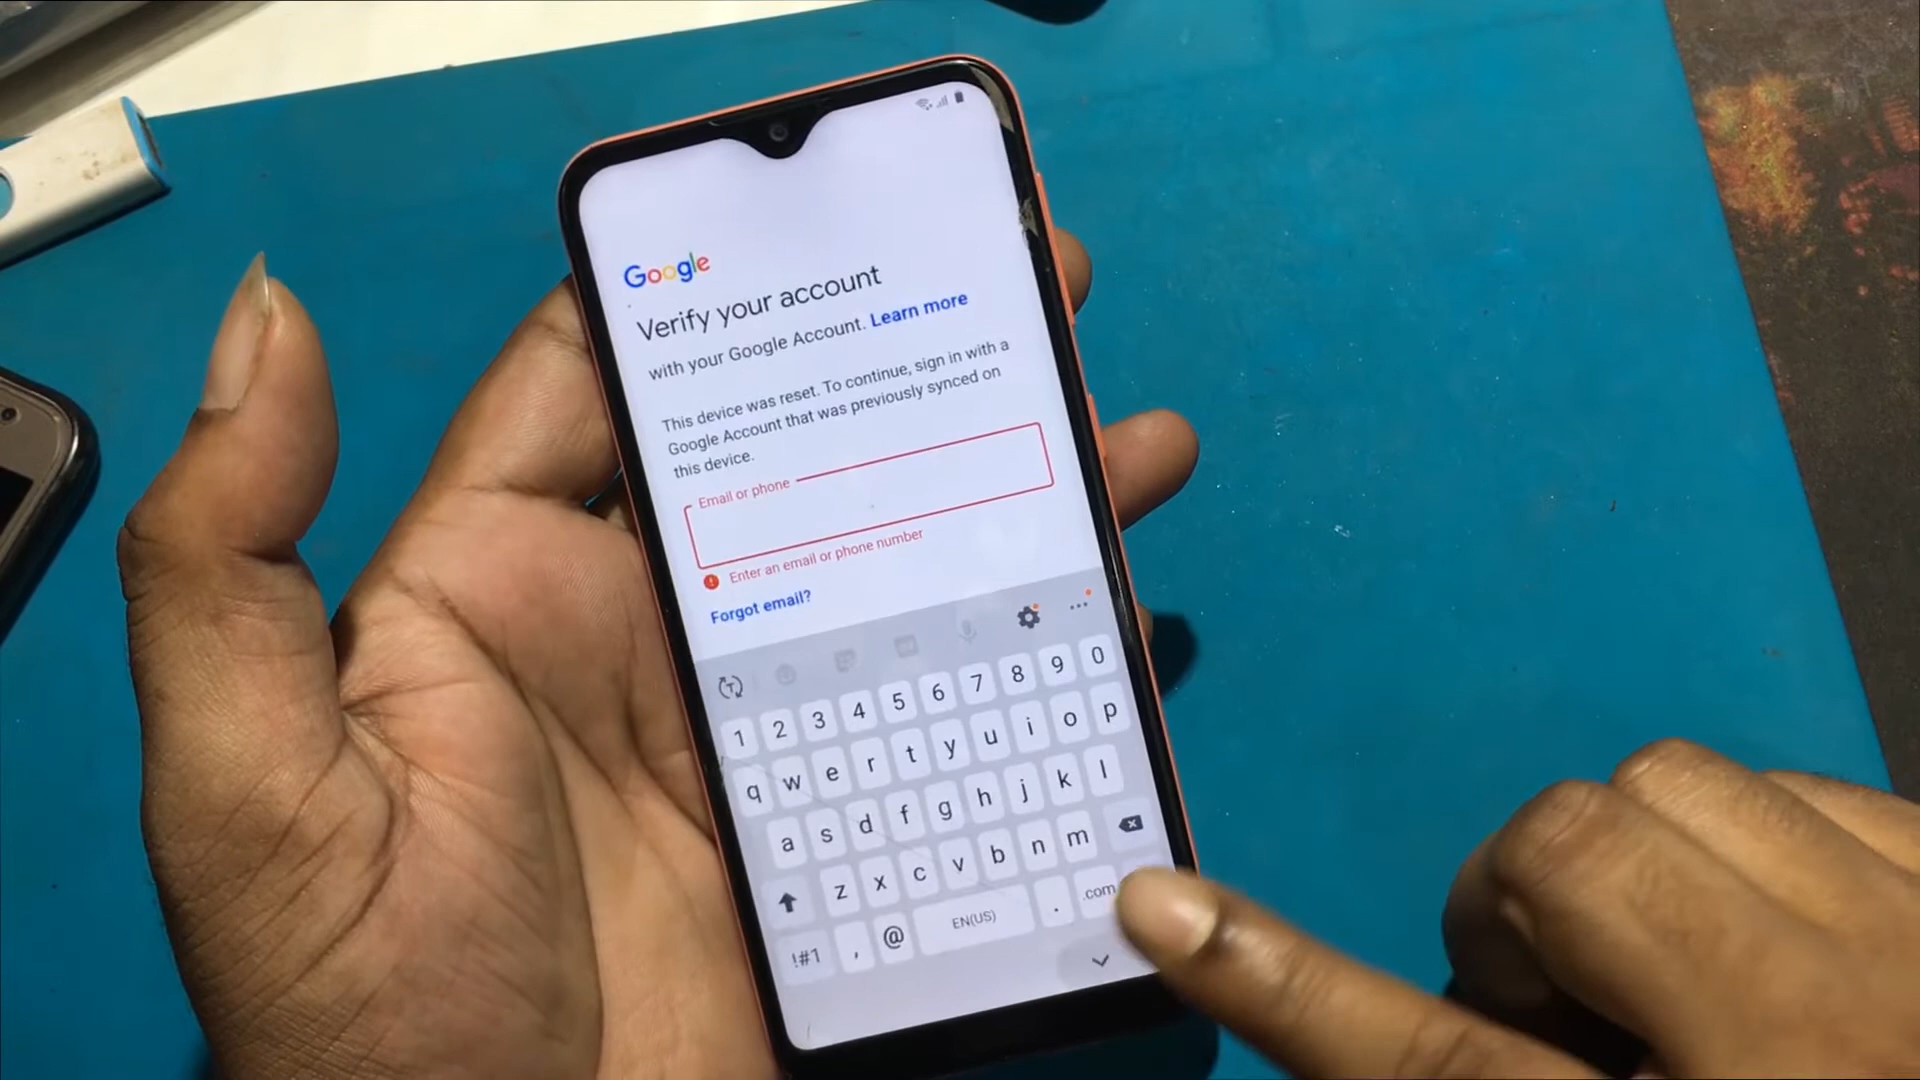 Google
Verify your account
with your Google Account. Learn more
This device was reset. To continue, sign in with a
Google Account that was previously synced on
this device.
Email or phone
Enter an email or phone number
Forgot email?
1 2 3 4 5 6 7 8 9 0
q w e r t y u i o p
a s d f g h j k l
z x c v b n m
!#1 , @ EN(US) . .com